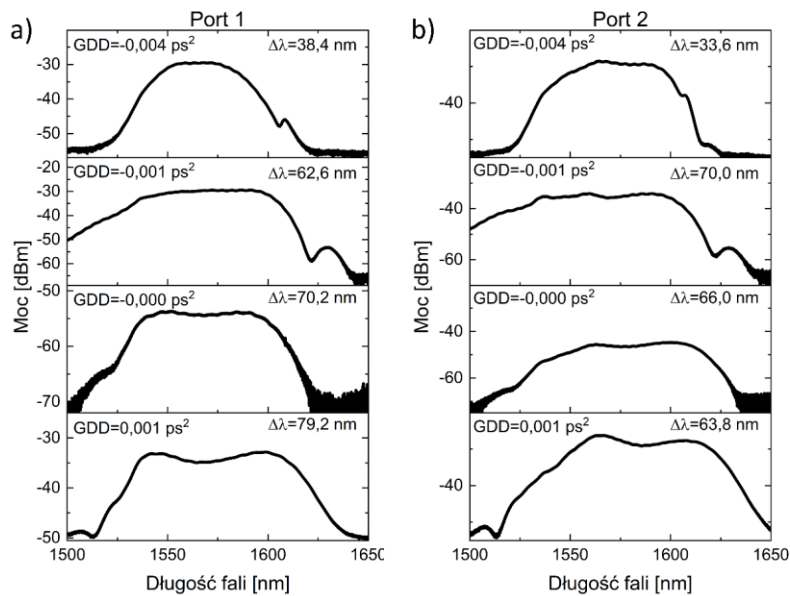 a)
Port 1
GDD=-0,004 ps²
Δλ=38,4 nm
-30
-40
-50
GDD=-0,001 ps²
Δλ=62,6 nm
-20
-30
-40
-50
-60
-50
GDD=-0,000 ps²
Δλ=70,2 nm
-60
-70
GDD=0,001 ps²
Δλ=79,2 nm
-30
-40
-50
1500
1550
1600
1650
Moc [dBm]
Długość fali [nm]
b)
Port 2
GDD=-0,004 ps²
Δλ=33,6 nm
-40
GDD=-0,001 ps²
Δλ=70,0 nm
-40
-60
GDD=-0,000 ps²
Δλ=66,0 nm
-40
-60
GDD=0,001 ps²
Δλ=63,8 nm
-40
1500
1550
1600
1650
Moc [dBm]
Długość fali [nm]